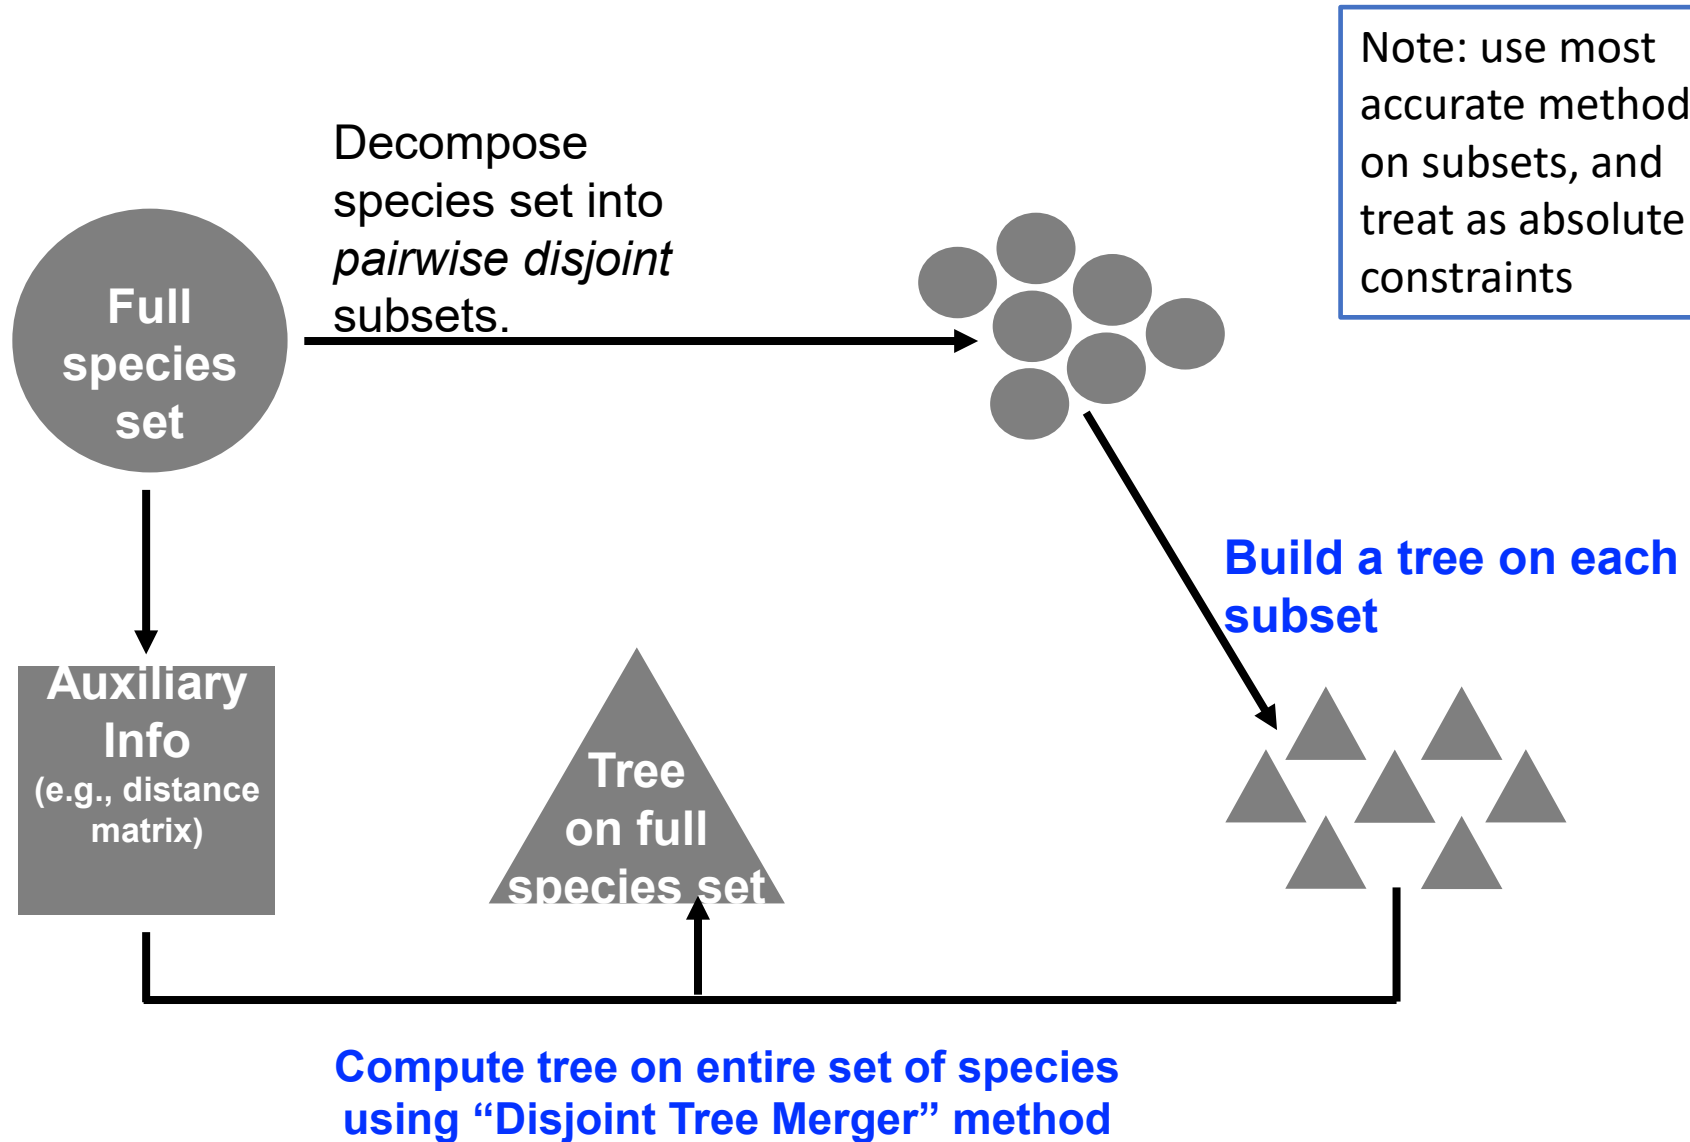 Note: use most
accurate method
on subsets, and
treat as absolute
constraints
Decompose
species set into
pairwise disjoint
subsets.
Full
species
set
Build a tree on each
subset
Auxiliary
Info
(e.g., distance
matrix)
Tree
on full
species set
Compute tree on entire set of species
using “Disjoint Tree Merger” method